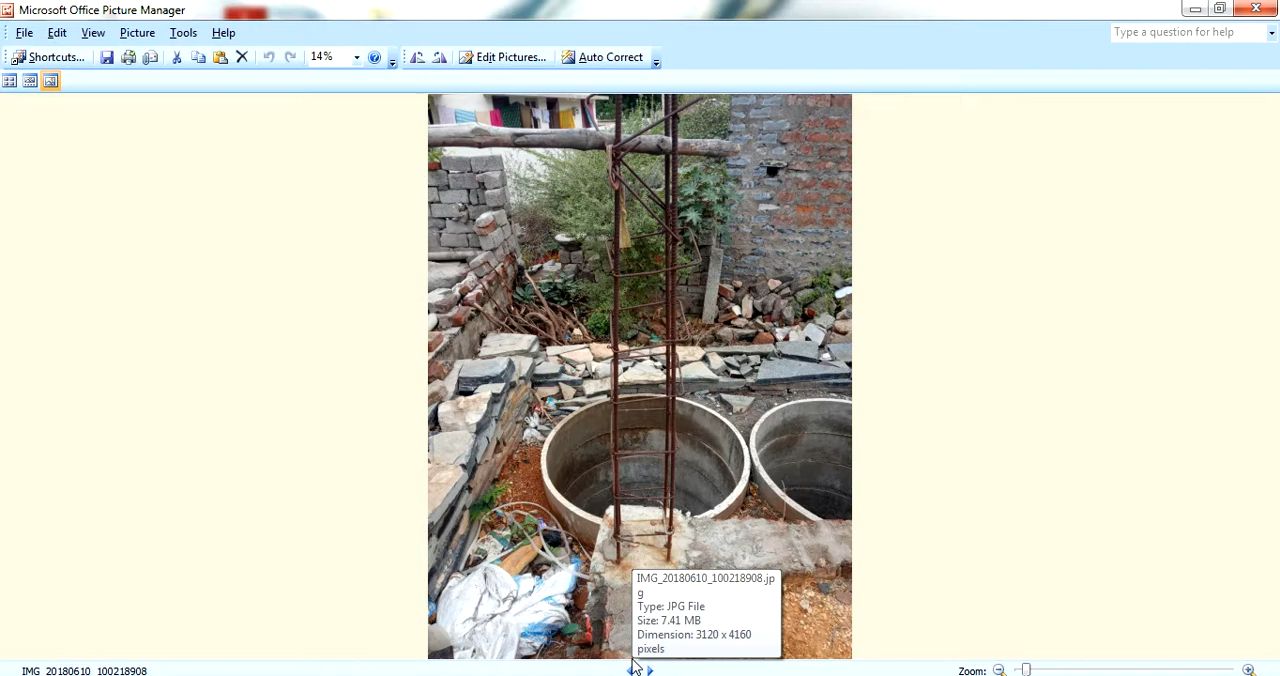 Microsoft Office Picture Manager
File Edit View Picture Tools Help
Type a question for help
Shortcuts... 14% Edit Pictures... Auto Correct
IMG_20180610_100218908.jp
g
Type: JPG File
Size: 7.41 MB
Dimension: 3120 x 4160
pixels
IMG_20180610_100218908 Zoom: